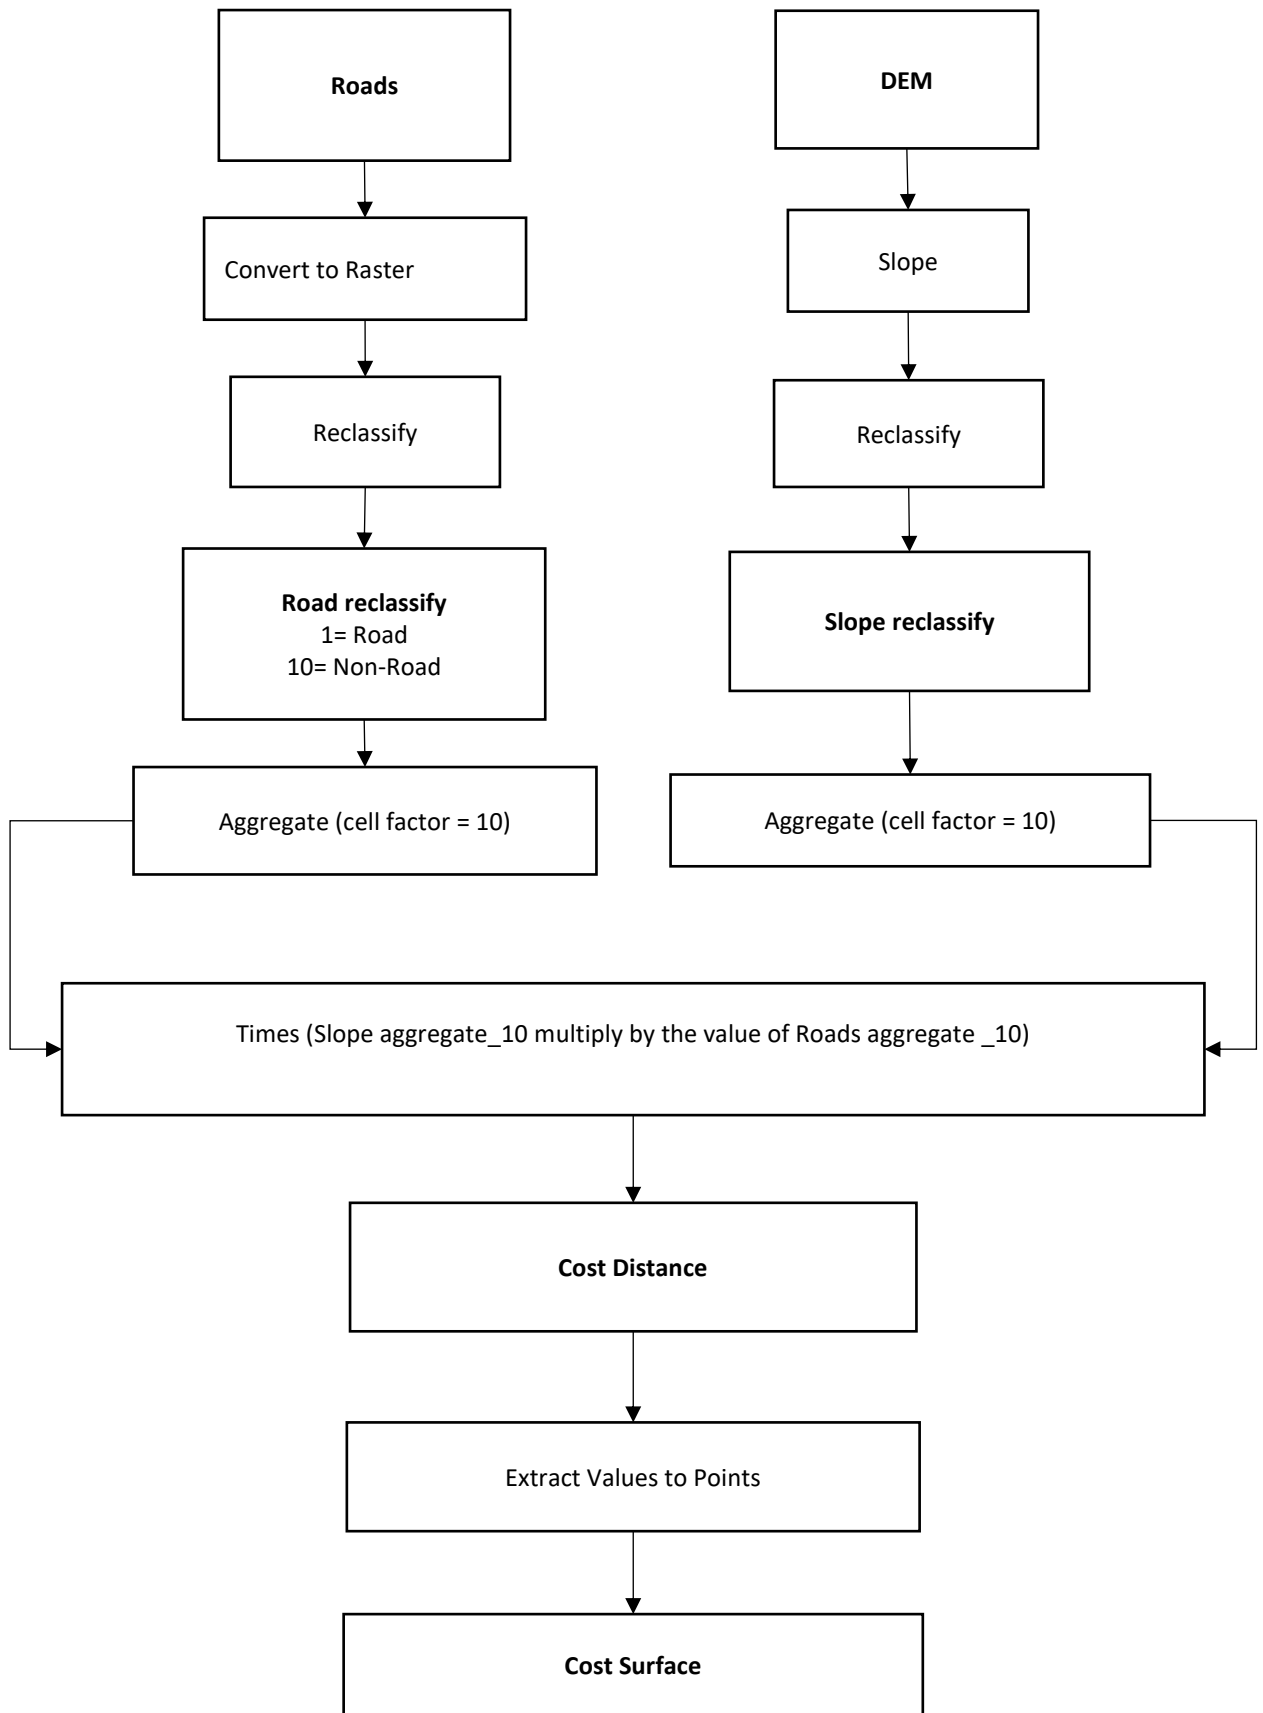 Roads
DEM
Convert to Raster
Slope
Reclassify
Reclassify
Road reclassify
1= Road
10= Non-Road
Slope reclassify
Aggregate (cell factor = 10)
Aggregate (cell factor = 10)
Times (Slope aggregate_10 multiply by the value of Roads aggregate _10)
Cost Distance
Extract Values to Points
Cost Surface